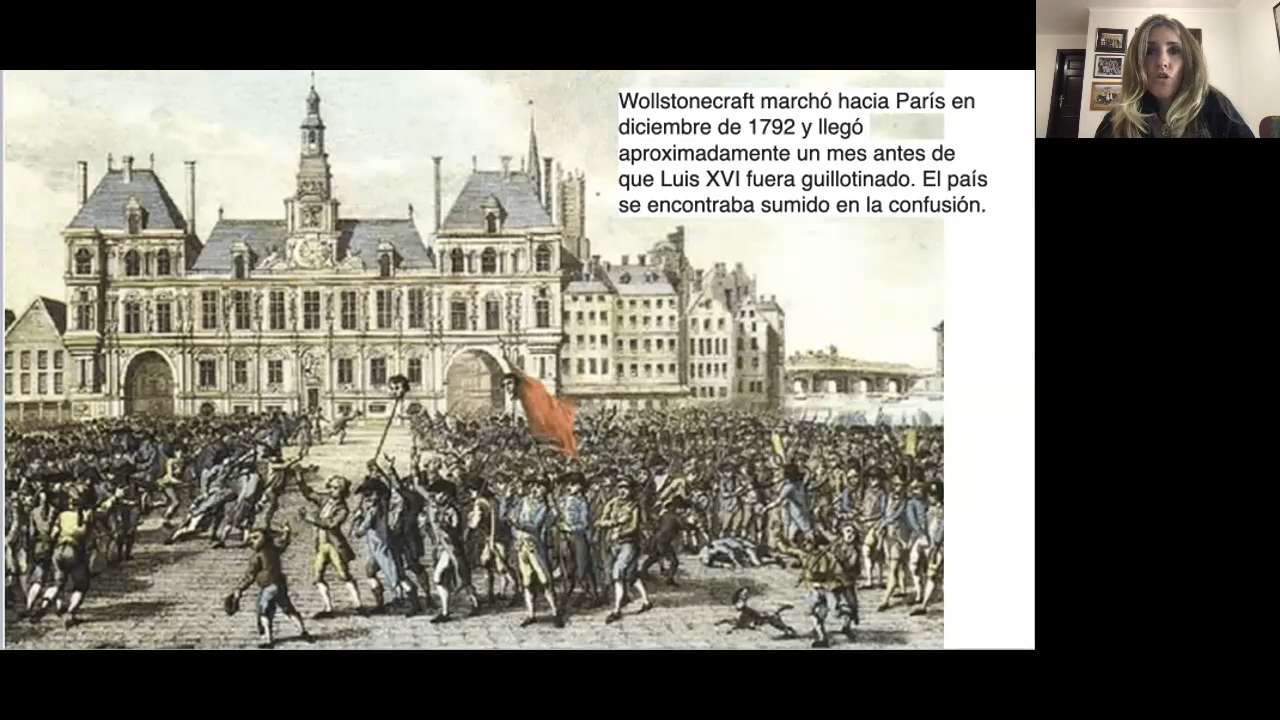 Wollstonecraft marchó hacia París en
diciembre de 1792 y llegó
aproximadamente un mes antes de
que Luis XVI fuera guillotinado. El país
se encontraba sumido en la confusión.